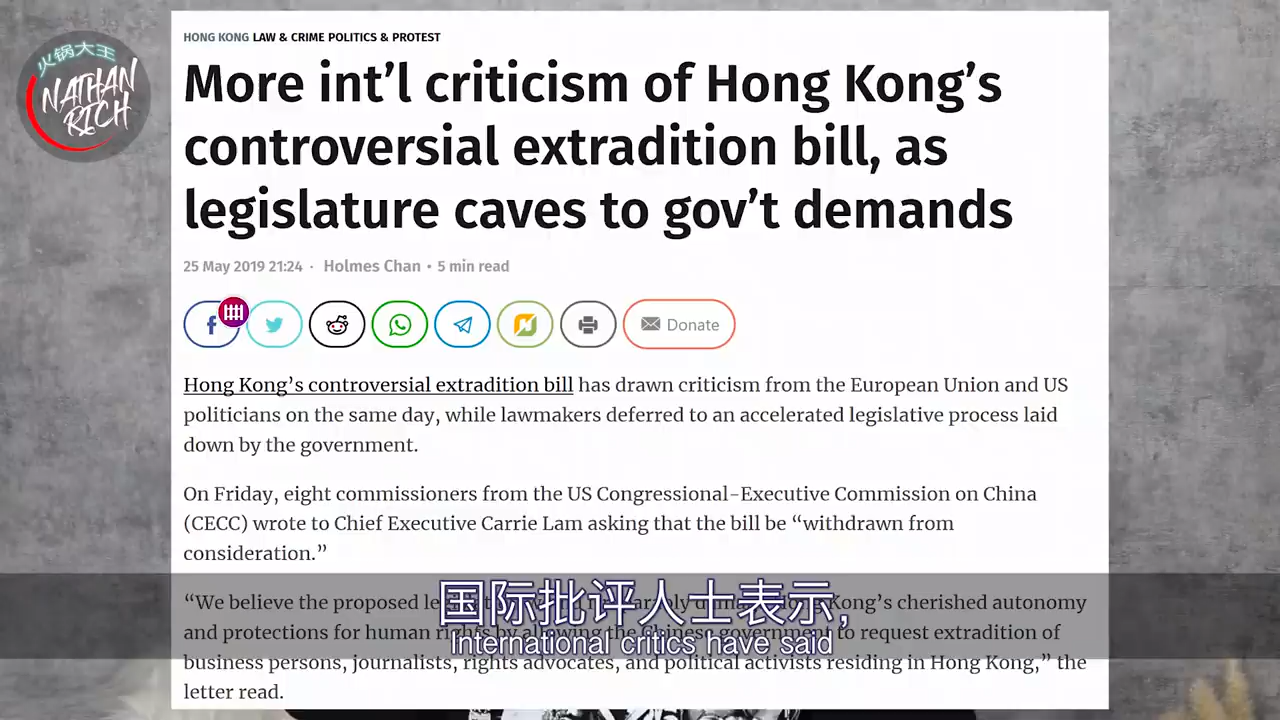 火锅大王
NATHAN
RICH
HONG KONG LAW & CRIME POLITICS & PROTEST
More int’l criticism of Hong Kong’s
controversial extradition bill, as
legislature caves to gov’t demands
25 May 2019 21:24 · Holmes Chan • 5 min read
Donate
Hong Kong’s controversial extradition bill has drawn criticism from the European Union and US
politicians on the same day, while lawmakers deferred to an accelerated legislative process laid
down by the government.
On Friday, eight commissioners from the US Congressional-Executive Commission on China
(CECC) wrote to Chief Executive Carrie Lam asking that the bill be “withdrawn from
consideration.”
“We believe the proposed Kong’s cherished autonomy
and protections for human rights by allowing the Chinese government to request extradition of
business persons, journalists, rights advocates, and political activists residing in Hong Kong,” the
letter read.
国际批评人士表示,
International critics have said